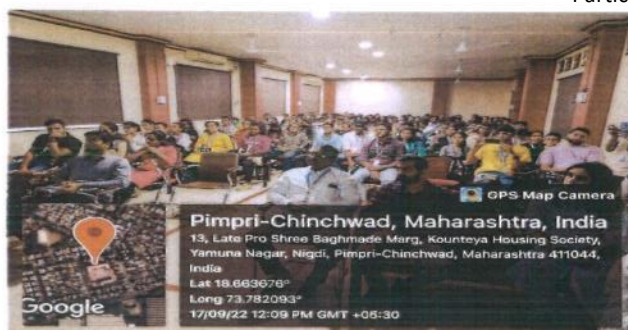 GPS Map Camera
Pimpri-Chinchwad, Maharashtra, India
13, Late Pro Shree Baghmade Marg, Kounteya Housing Society,
Yamuna Nagar, Nigdi, Pimpri-Chinchwad, Maharashtra 411044,
India
Lat 18.663676°
Long 73.782093°
17/09/22 12:09 PM GMT +05:30
Google